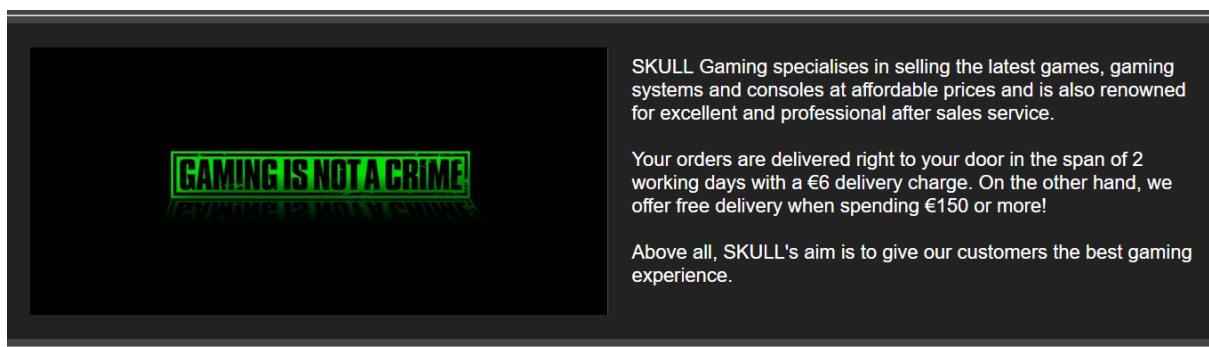 GAMING IS NOT A CRIME
SKULL Gaming specialises in selling the latest games, gaming
systems and consoles at affordable prices and is also renowned
for excellent and professional after sales service.
Your orders are delivered right to your door in the span of 2
working days with a €6 delivery charge. On the other hand, we
offer free delivery when spending €150 or more!
Above all, SKULL's aim is to give our customers the best gaming
experience.